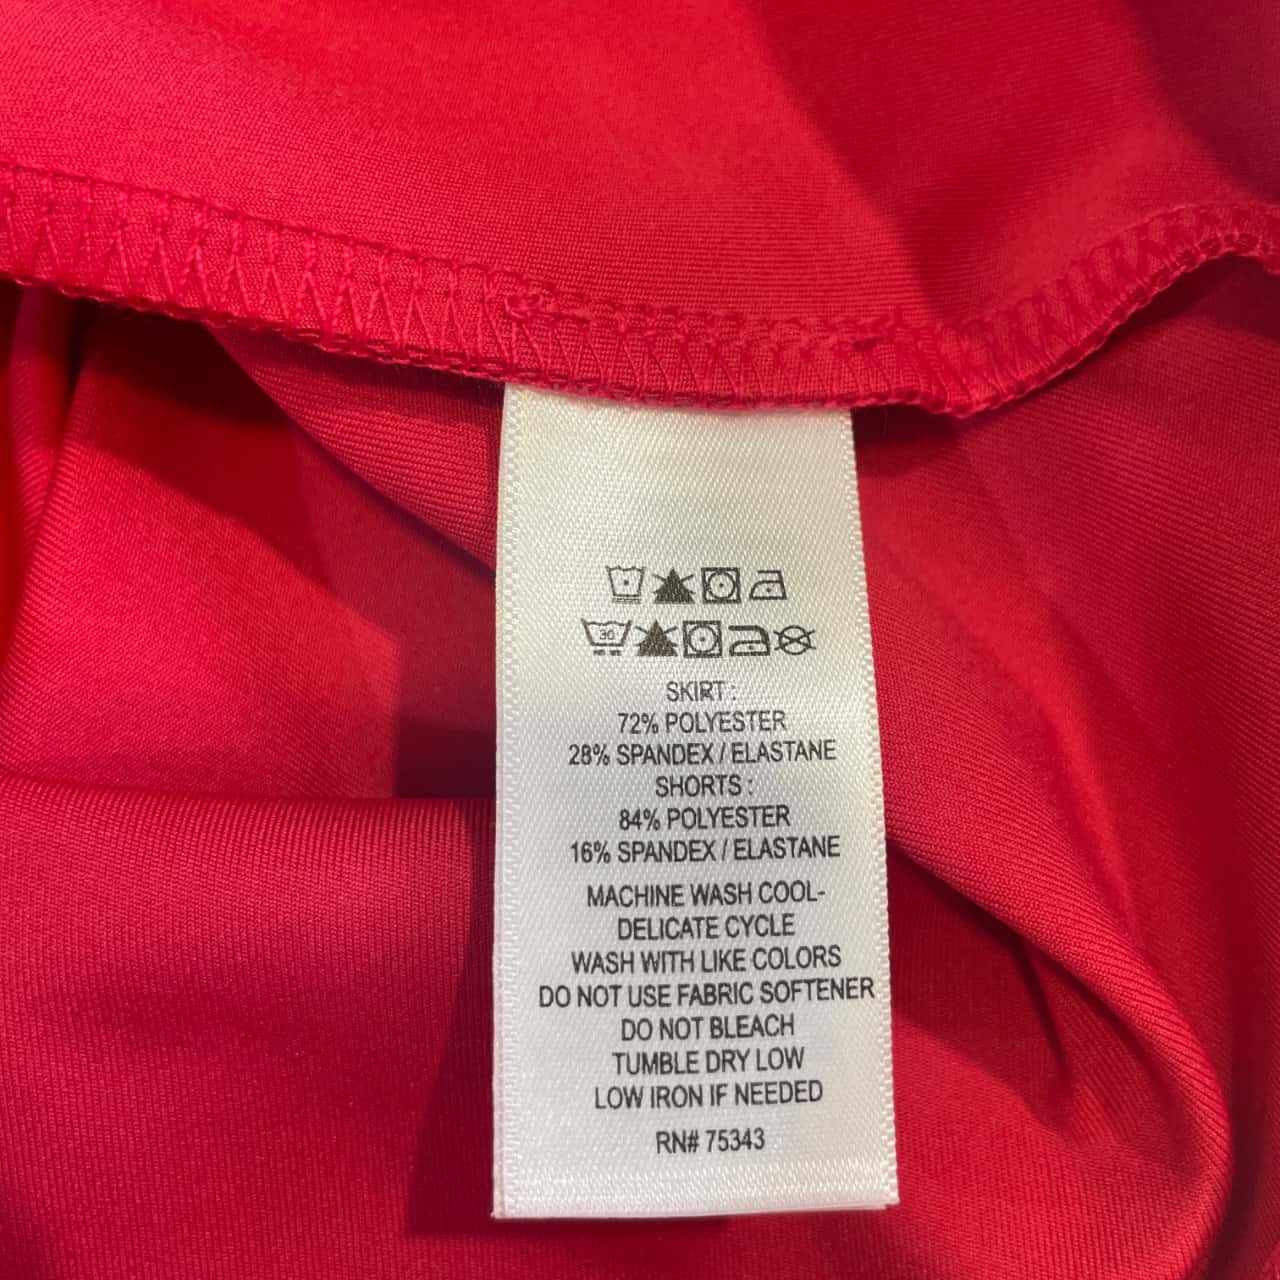 30
SKIRT :
72% POLYESTER
28% SPANDEX / ELASTANE
SHORTS :
84% POLYESTER
16% SPANDEX / ELASTANE
MACHINE WASH COOL-
DELICATE CYCLE
WASH WITH LIKE COLORS
DO NOT USE FABRIC SOFTENER
DO NOT BLEACH
TUMBLE DRY LOW
LOW IRON IF NEEDED
RN# 75343